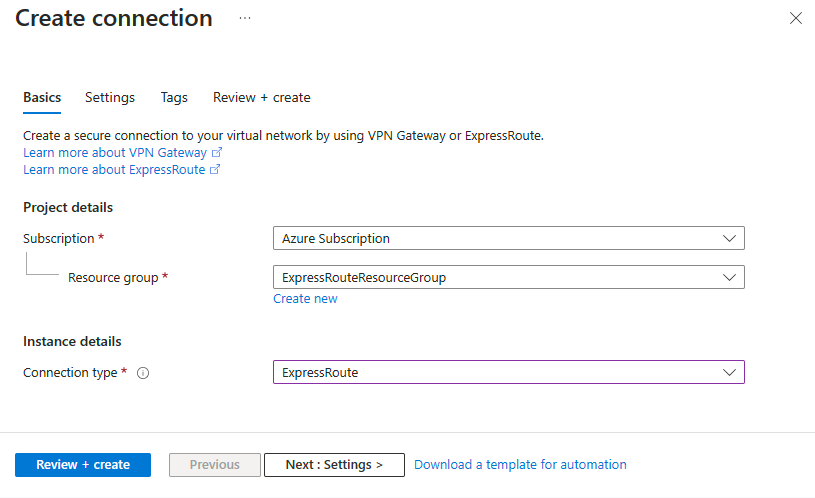 Create connection ...
Basics Settings Tags Review + create
Create a secure connection to your virtual network by using VPN Gateway or ExpressRoute.
Learn more about VPN Gateway
Learn more about ExpressRoute
Project details
Subscription * Azure Subscription
Resource group * ExpressRouteResourceGroup
Create new
Instance details
Connection type * ExpressRoute
Review + create Previous Next : Settings > Download a template for automation